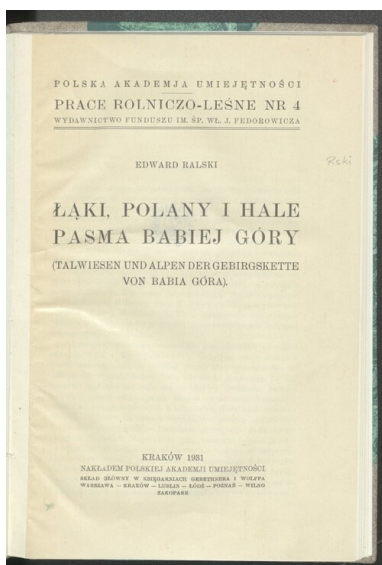 POLSKA AKADEMJA UMIEJĘTNOŚCI
PRACE ROLNICZO-LEŚNE NR 4
WYDAWNICTWO FUNDUSZU IM. ŚP. WŁ. J. FEDOROWICZA
EDWARD RALSKI
ŁĄKI, POLANY I HALE
PASMA BABIEJ GÓRY
(TALWIESEN UND ALPEN DER GEBIRGSKETTE
VON BABIA GÓRA).
KRAKÓW 1931
NAKŁADEM POLSKIEJ AKADEMJI UMIEJĘTNOŚCI
SKŁAD GŁÓWNY W KSIĘGARNIACH GEBETHNERA I WOLFFA
WARSZAWA — KRAKÓW — LUBLIN — ŁÓDŹ — POZNAŃ — WILNO
ZAKOPANE